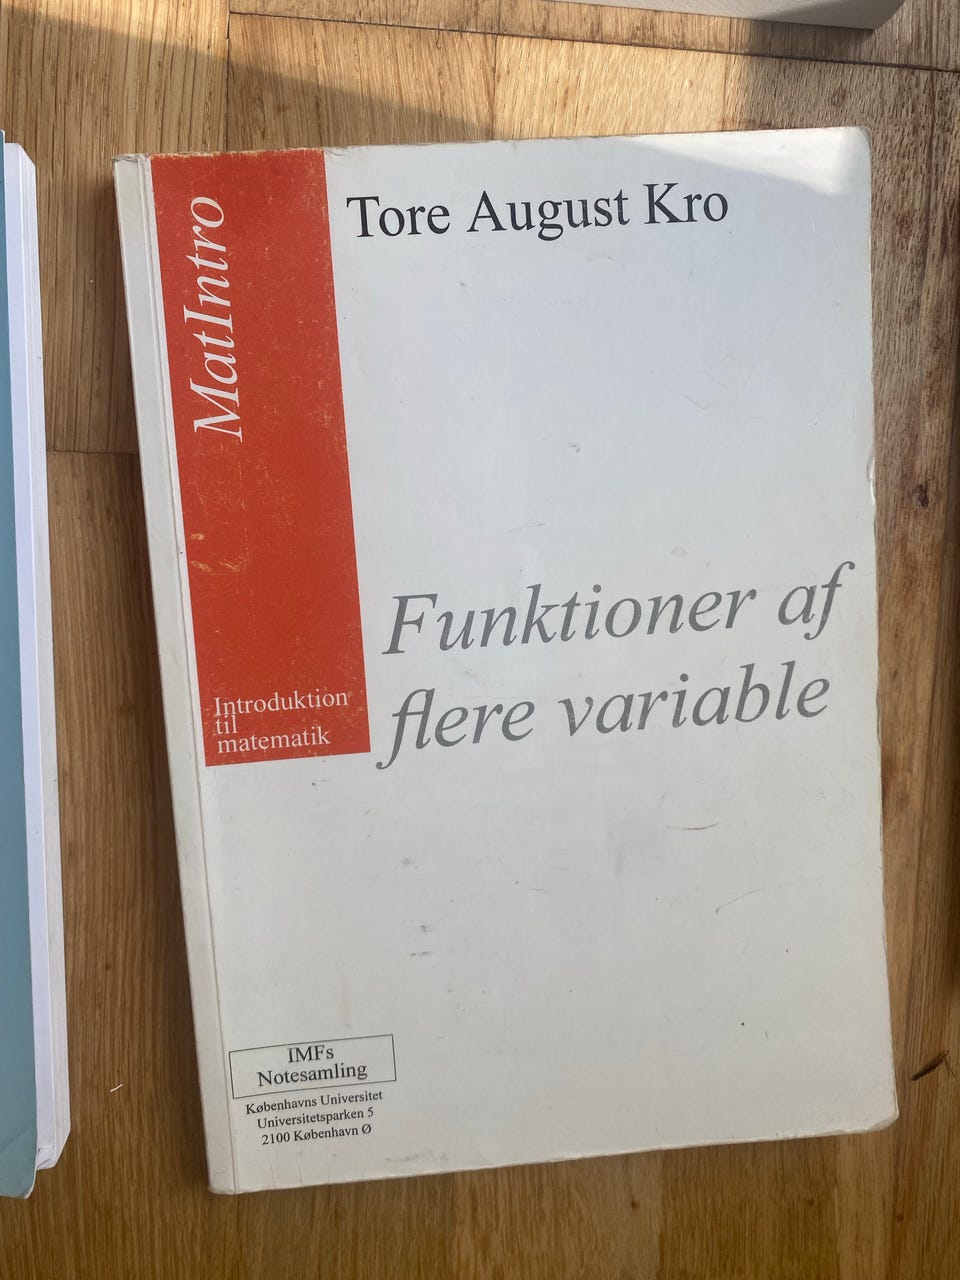 Tore August Kro
MatIntro
Funktioner af
flere variable
Introduktion
til
matematik
IMFs
Notesamling
Københavns Universitet
Universitetsparken 5
2100 København Ø